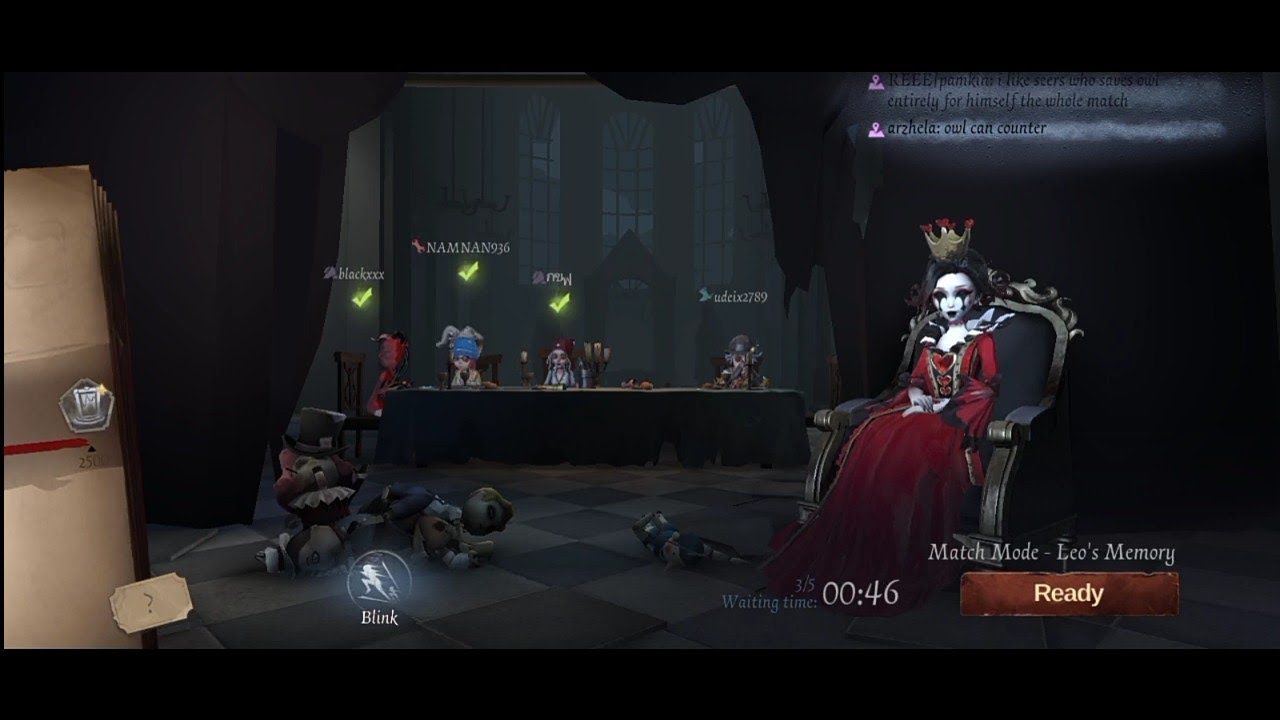 REEE/pamkin: i like seers who saves owl
entirely for himself the whole match
arzhela: owl can counter
NAMNAN936
blackxxx
udeix2789
2500
Match Mode - Leo's Memory
3/5
Waiting time: 00:46
Ready
?
Blink